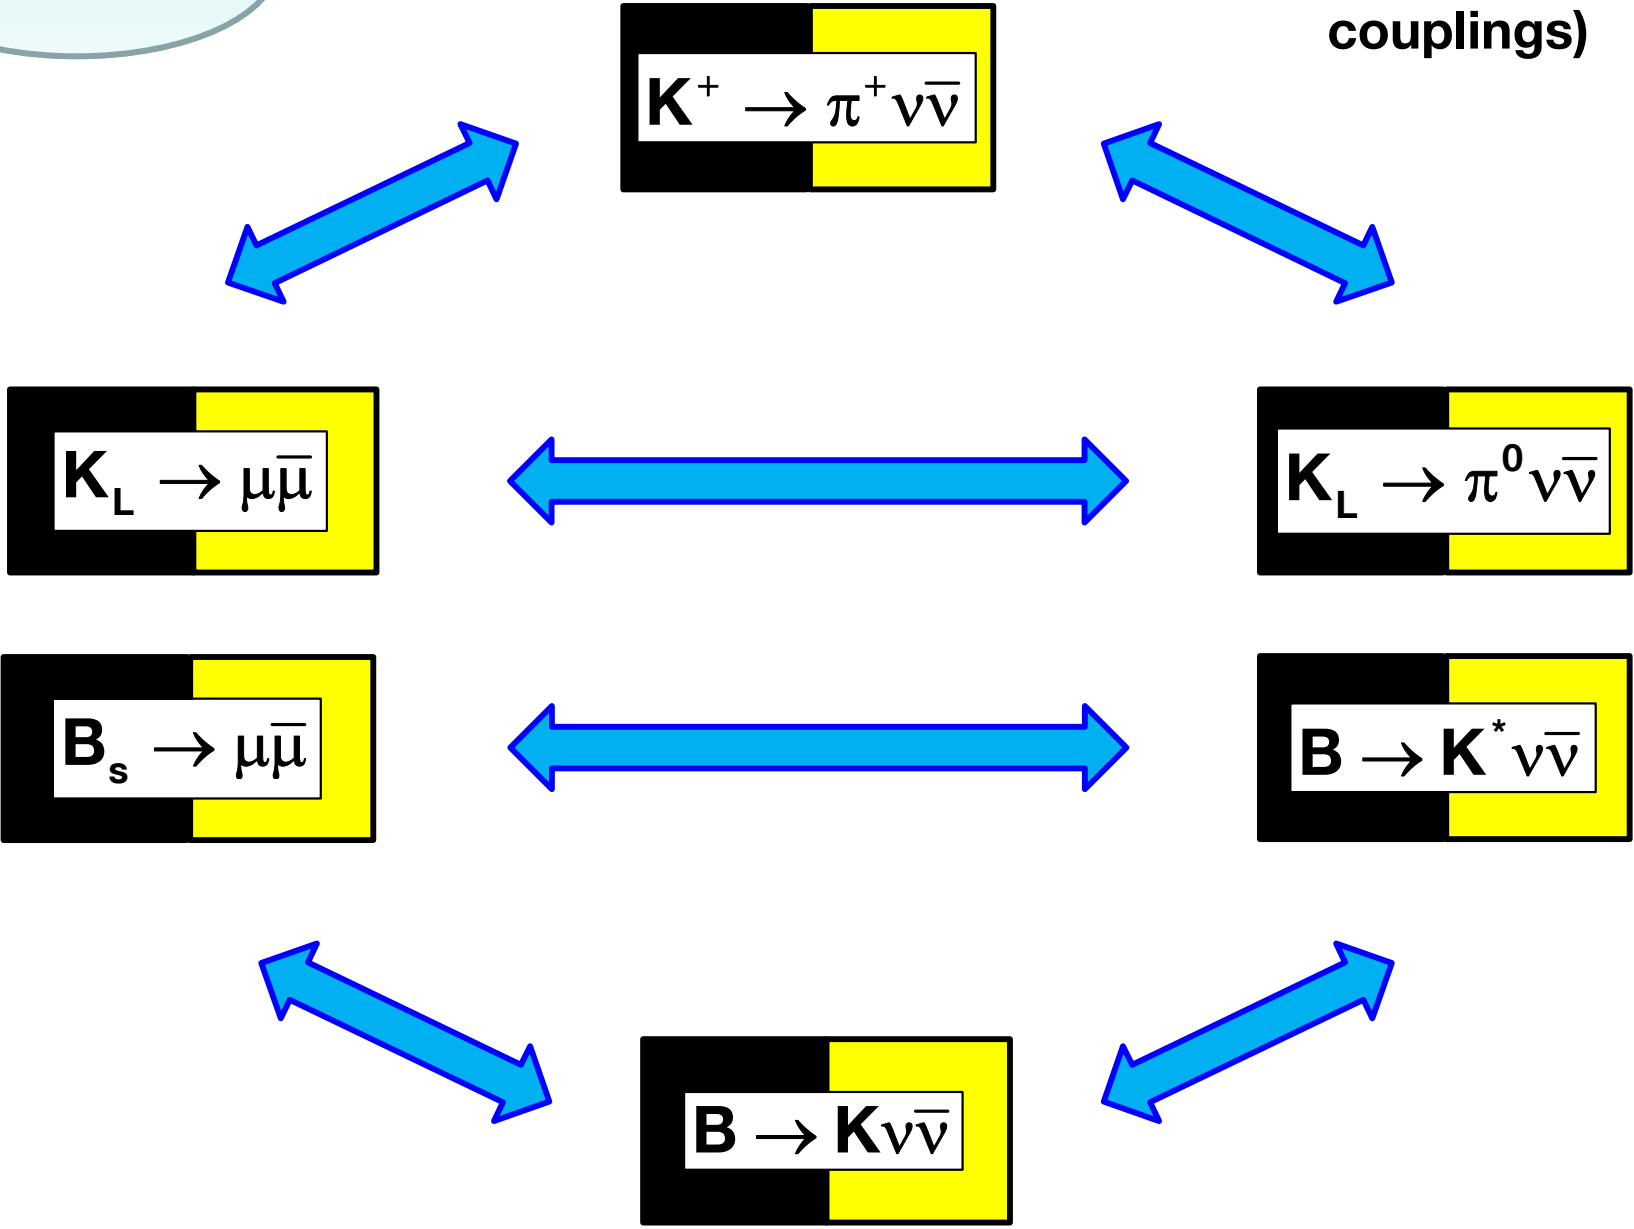 couplings)
K⁺ → π⁺νν̅
K_L → μμ̅
K_L → π⁰νν̅
B_s → μμ̅
B → K*νν̅
B → Kνν̅